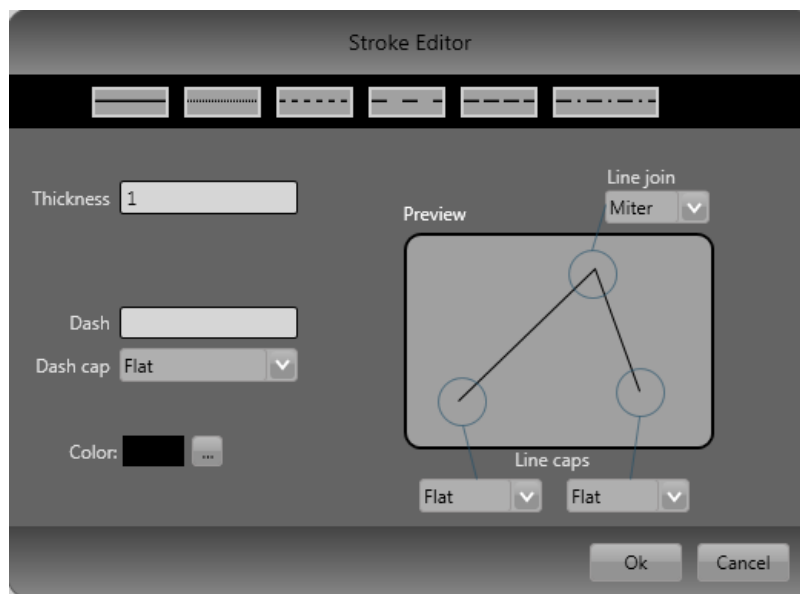 Stroke Editor
Line join
Thickness 1
Miter
Preview
Dash
Dash cap Flat
Color: ...
Line caps
Flat Flat
Ok Cancel